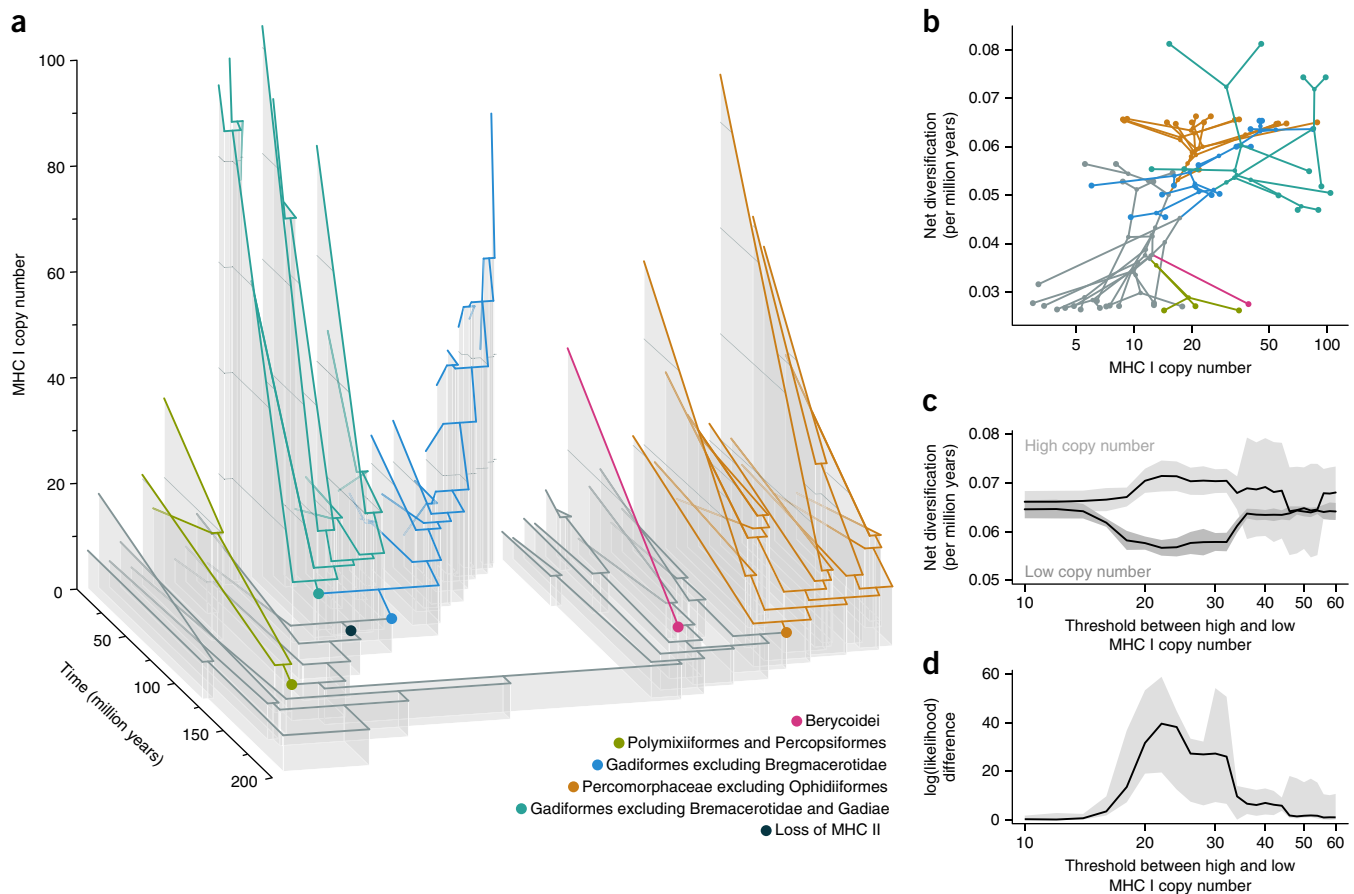 a
MHC I copy number
100
80
60
40
20
0
50
100
150
200
Time (million years)
Berycoidei
Polymixiiformes and Percopsiformes
Gadiformes excluding Bregmacerotidae
Percomorphaceae excluding Ophidiiformes
Gadiformes excluding Bremacerotidae and Gadiae
Loss of MHC II
b
Net diversification
(per million years)
0.08
0.07
0.06
0.05
0.04
0.03
5 10 20 50 100
MHC I copy number
c
Net diversification
(per million years)
0.08
0.07
0.06
0.05
High copy number
Low copy number
10 20 30 40 50 60
Threshold between high and low
MHC I copy number
d
log(likelihood)
difference
60
40
20
0
10 20 30 40 50 60
Threshold between high and low
MHC I copy number